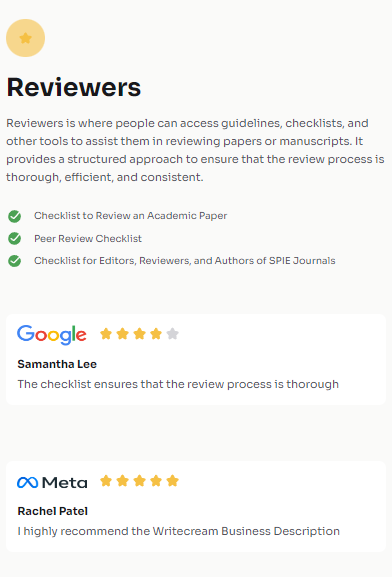 Reviewers
Reviewers is where people can access guidelines, checklists, and
other tools to assist them in reviewing papers or manuscripts. It
provides a structured approach to ensure that the review process is
thorough, efficient, and consistent.
Checklist to Review an Academic Paper
Peer Review Checklist
Checklist for Editors, Reviewers, and Authors of SPIE Journals
Google
Samantha Lee
The checklist ensures that the review process is thorough
Meta
Rachel Patel
I highly recommend the Writecream Business Description